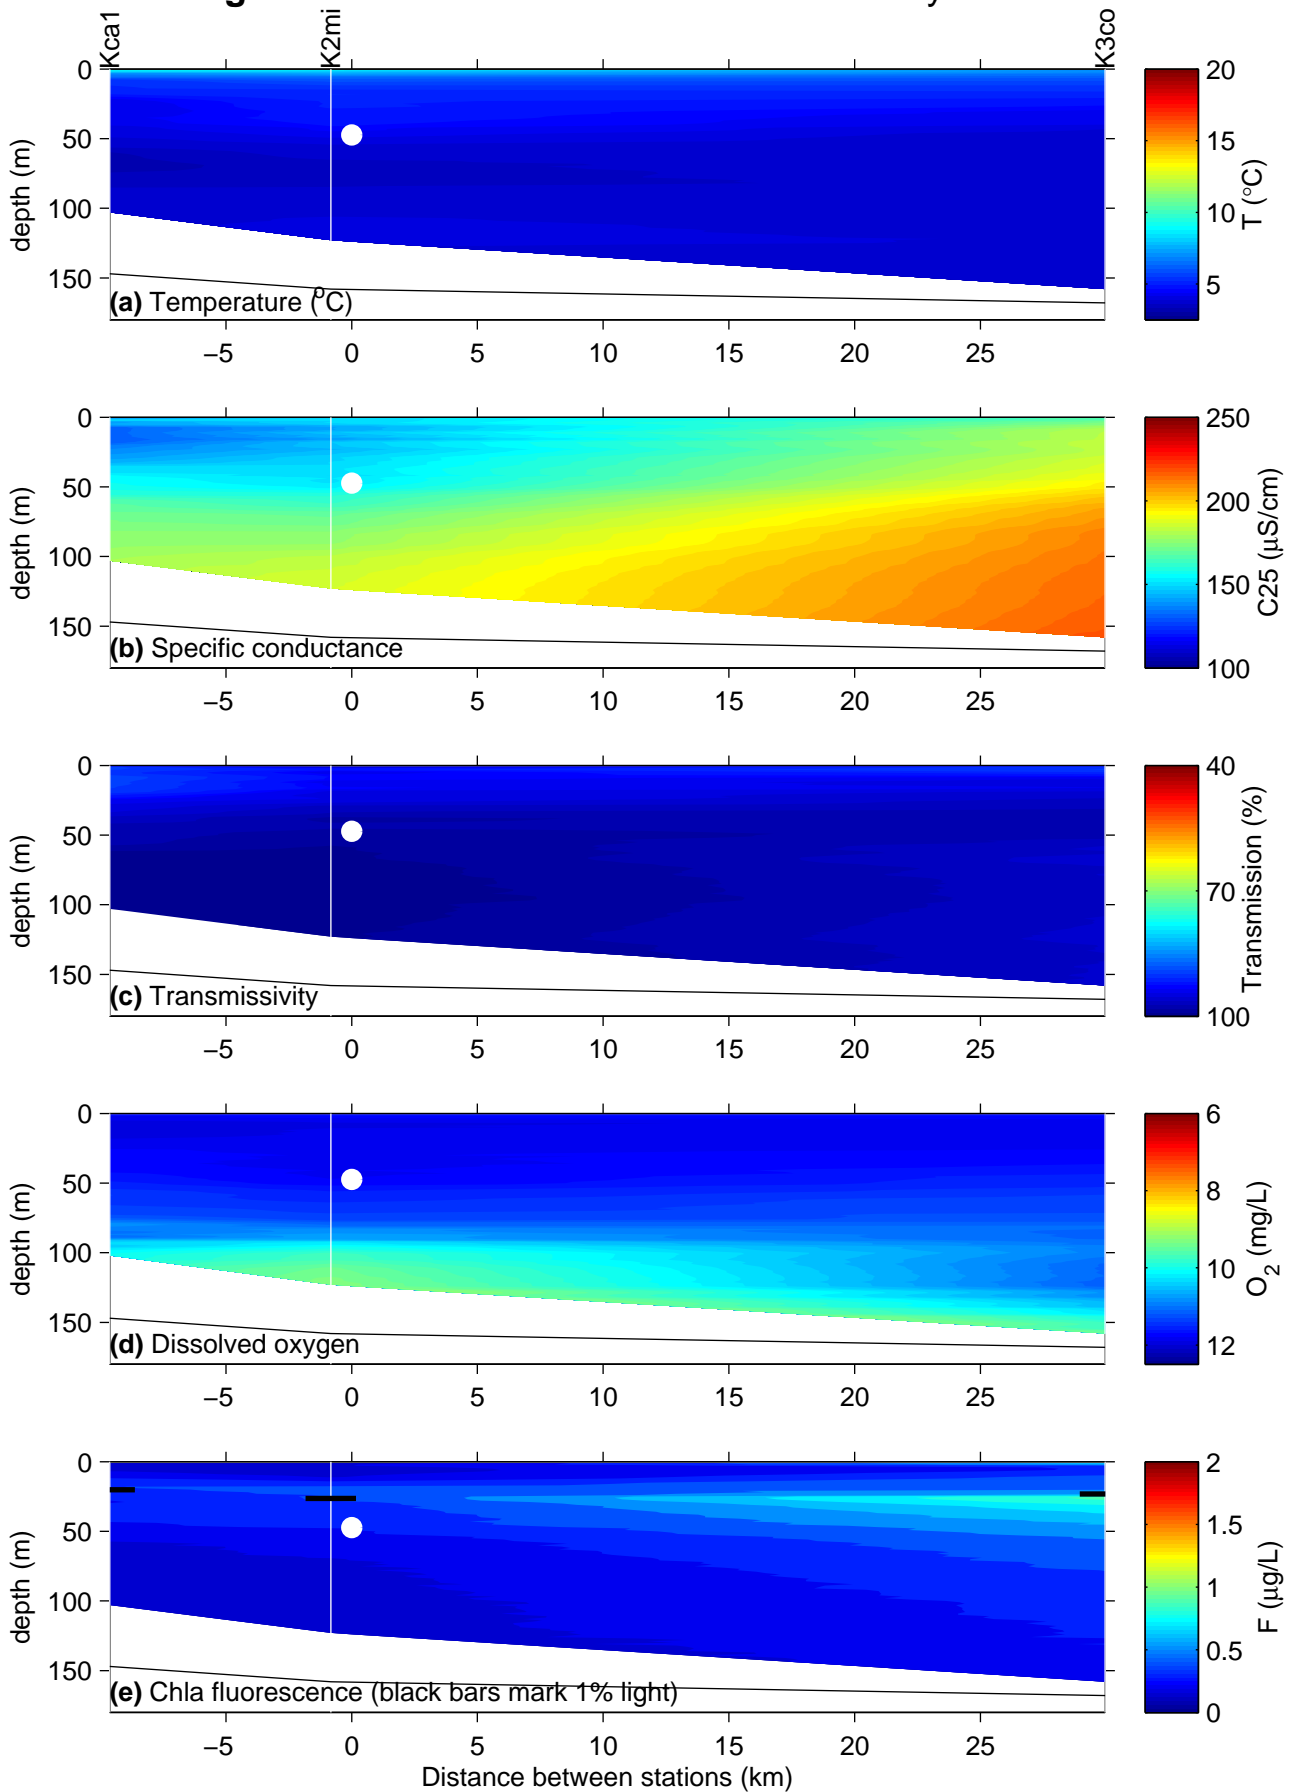 Kca1 K2mi K3co
0
50
100
150
depth (m)
(a) Temperature (°C)
−5 0 5 10 15 20 25
20
15
10
5
T (°C)
0
50
100
150
depth (m)
(b) Specific conductance
−5 0 5 10 15 20 25
250
200
150
100
C25 (μS/cm)
0
50
100
150
depth (m)
(c) Transmissivity
−5 0 5 10 15 20 25
40
70
100
Transmission (%)
0
50
100
150
depth (m)
(d) Dissolved oxygen
−5 0 5 10 15 20 25
6
8
10
12
O2 (mg/L)
0
50
100
150
depth (m)
(e) Chla fluorescence (black bars mark 1% light)
−5 0 5 10 15 20 25
Distance between stations (km)
2
1.5
1
0.5
0
F (μg/L)